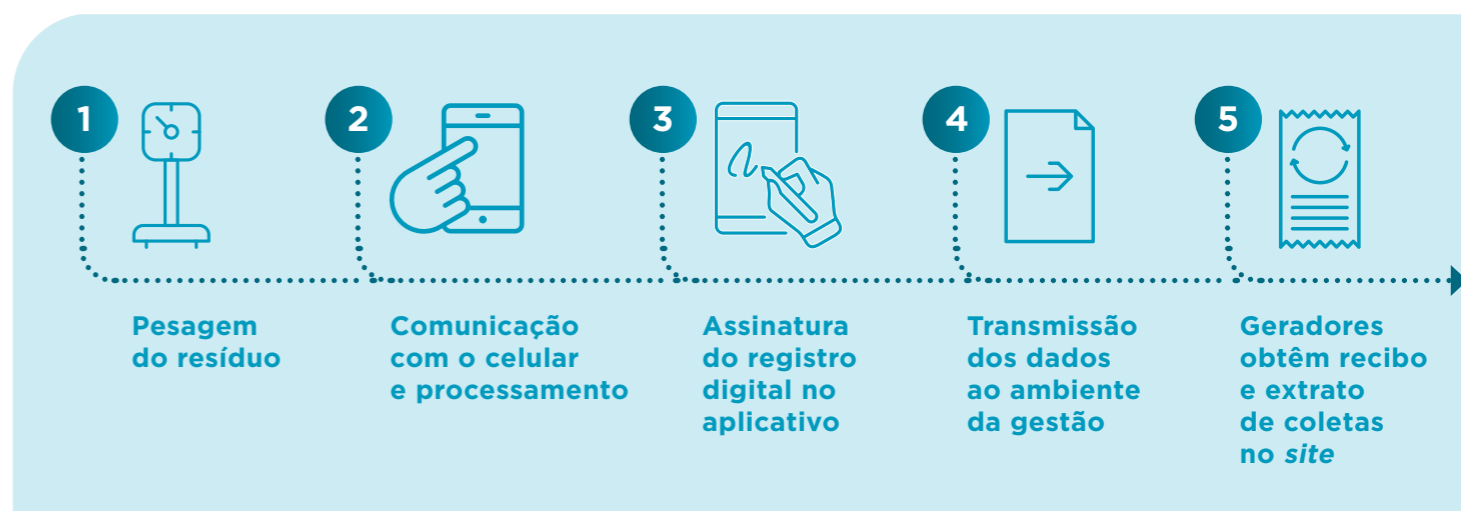 1
Pesagem
do resíduo
2
Comunicação
com o celular
e processamento
3
Assinatura
do registro
digital no
aplicativo
4
Transmissão
dos dados
ao ambiente
da gestão
5
Geradores
obtêm recibo
e extrato
de coletas
no site